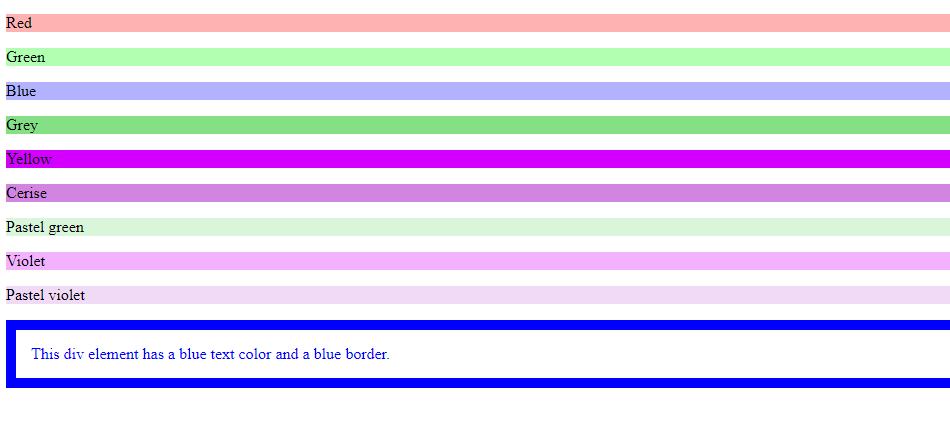 Red
Green
Blue
Grey
Yellow
Cerise
Pastel green
Violet
Pastel violet
This div element has a blue text color and a blue border.